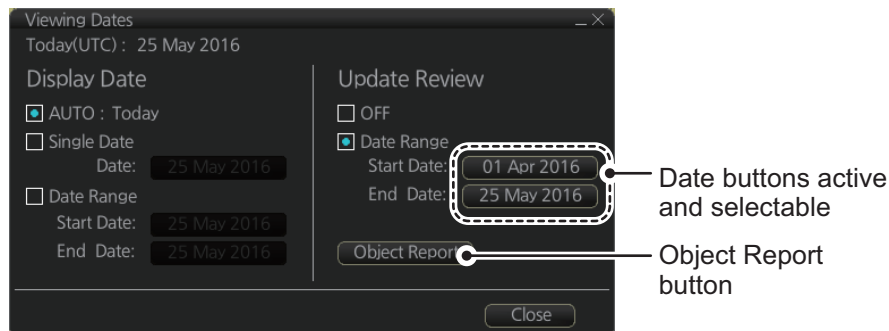 Viewing Dates
Today(UTC) : 25 May 2016
Display Date
AUTO : Today
Single Date
Date: 25 May 2016
Date Range
Start Date: 25 May 2016
End Date: 25 May 2016
Update Review
OFF
Date Range
Start Date: 01 Apr 2016
End Date: 25 May 2016
Object Report
Close
Date buttons active
and selectable
Object Report
button